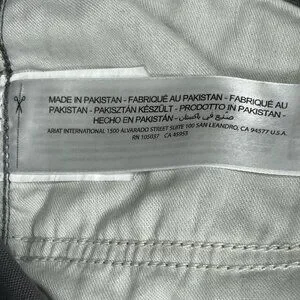 MADE IN PAKISTAN - FABRIQUÉ AU PAKISTAN - FABRIQUÉ AU
PAKISTAN - PAKISZTÁN KÉSZÜLT - PRODOTTO IN PAKISTAN -
HECHO EN PAKISTÁN - صنع في باكستان
ARIAT INTERNATIONAL 1500 ALVARADO STREET SUITE 100 SAN LEANDRO, CA 94577 U.S.A.
RN 105037 CA 45953